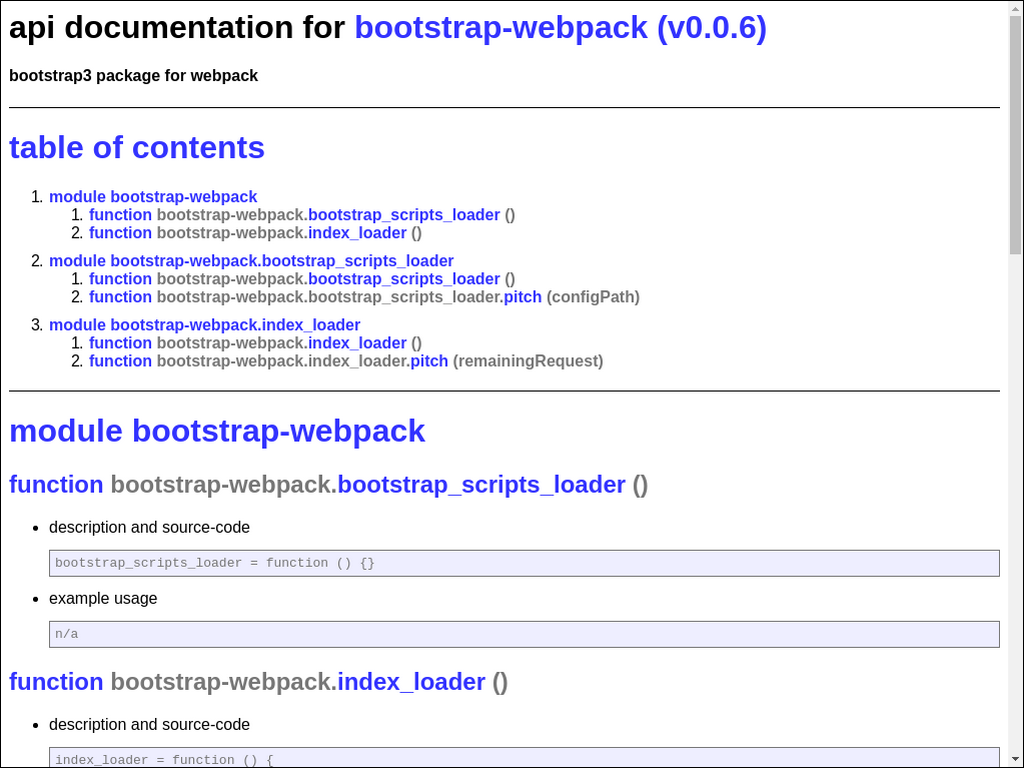 api documentation for bootstrap-webpack (v0.0.6)
bootstrap3 package for webpack
table of contents
1. module bootstrap-webpack
1. function bootstrap-webpack.bootstrap_scripts_loader ()
2. function bootstrap-webpack.index_loader ()
2. module bootstrap-webpack.bootstrap_scripts_loader
1. function bootstrap-webpack.bootstrap_scripts_loader ()
2. function bootstrap-webpack.bootstrap_scripts_loader.pitch (configPath)
3. module bootstrap-webpack.index_loader
1. function bootstrap-webpack.index_loader ()
2. function bootstrap-webpack.index_loader.pitch (remainingRequest)
module bootstrap-webpack
function bootstrap-webpack.bootstrap_scripts_loader ()
• description and source-code
bootstrap_scripts_loader = function () {}
• example usage
n/a
function bootstrap-webpack.index_loader ()
• description and source-code
index_loader = function () {